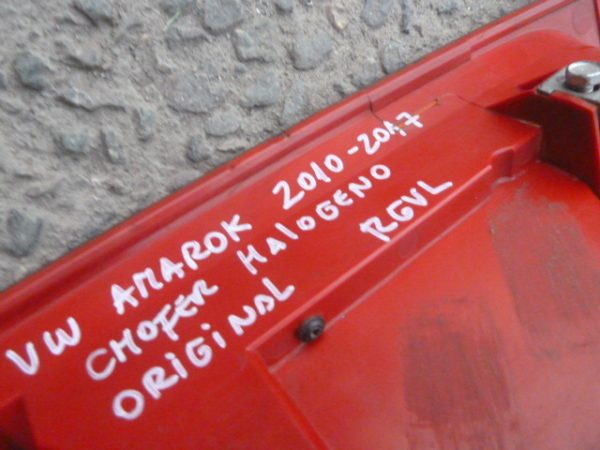 VW AMAROK 2010-2017
CHOFER HALOGENO
ORIGINAL RGVL